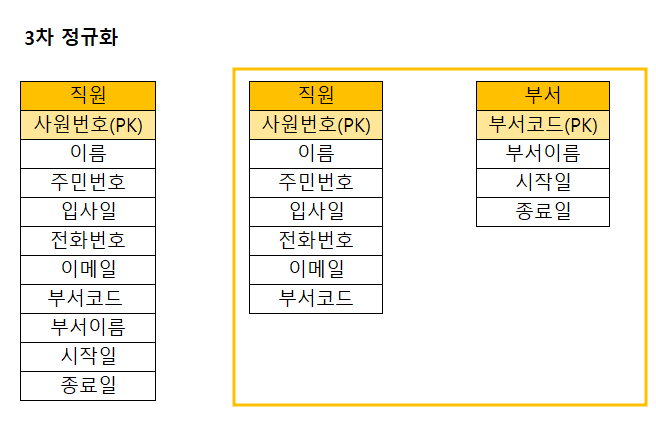 3차 정규화
직원
사원번호(PK)
이름
주민번호
입사일
전화번호
이메일
부서코드
부서이름
시작일
종료일
직원
사원번호(PK)
이름
주민번호
입사일
전화번호
이메일
부서코드
부서
부서코드(PK)
부서이름
시작일
종료일